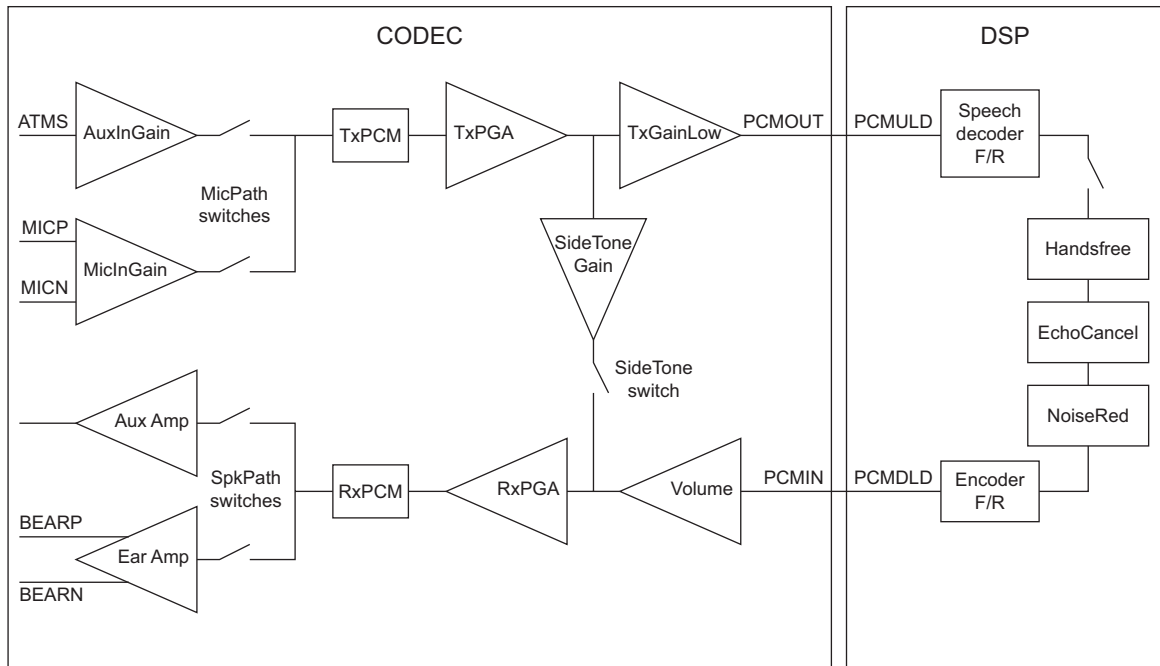 CODEC
DSP
ATMS
AuxInGain
TxPCM
TxPGA
TxGainLow
PCMOUT
PCMULD
Speech
decoder
F/R
MicPath
switches
MICP
MicInGain
MICN
SideTone
Gain
Handsfree
EchoCancel
SideTone
switch
NoiseRed
Aux Amp
SpkPath
switches
RxPCM
RxPGA
Volume
PCMIN
PCMDLD
Encoder
F/R
BEARP
Ear Amp
BEARN